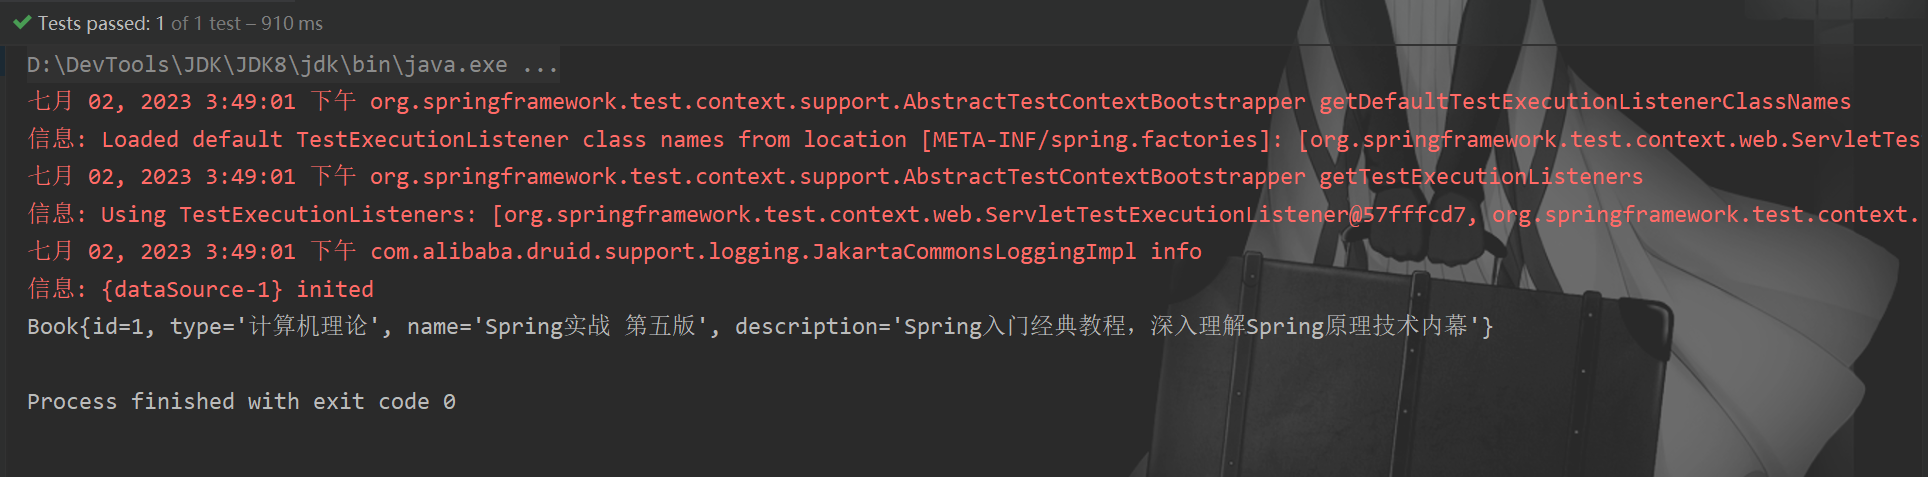 Tests passed: 1 of 1 test – 910 ms
D:\DevTools\JDK\JDK8\jdk\bin\java.exe ...
七月 02, 2023 3:49:01 下午 org.springframework.test.context.support.AbstractTestContextBootstrapper getDefaultTestExecutionListenerClassNames
信息: Loaded default TestExecutionListener class names from location [META-INF/spring.factories]: [org.springframework.test.context.web.ServletTes
七月 02, 2023 3:49:01 下午 org.springframework.test.context.support.AbstractTestContextBootstrapper getTestExecutionListeners
信息: Using TestExecutionListeners: [org.springframework.test.context.web.ServletTestExecutionListener@57fffcd7, org.springframework.test.context.
七月 02, 2023 3:49:01 下午 com.alibaba.druid.support.logging.JakartaCommonsLoggingImpl info
信息: {dataSource-1} inited
Book{id=1, type='计算机理论', name='Spring实战 第五版', description='Spring入门经典教程，深入理解Spring原理技术内幕'}
Process finished with exit code 0